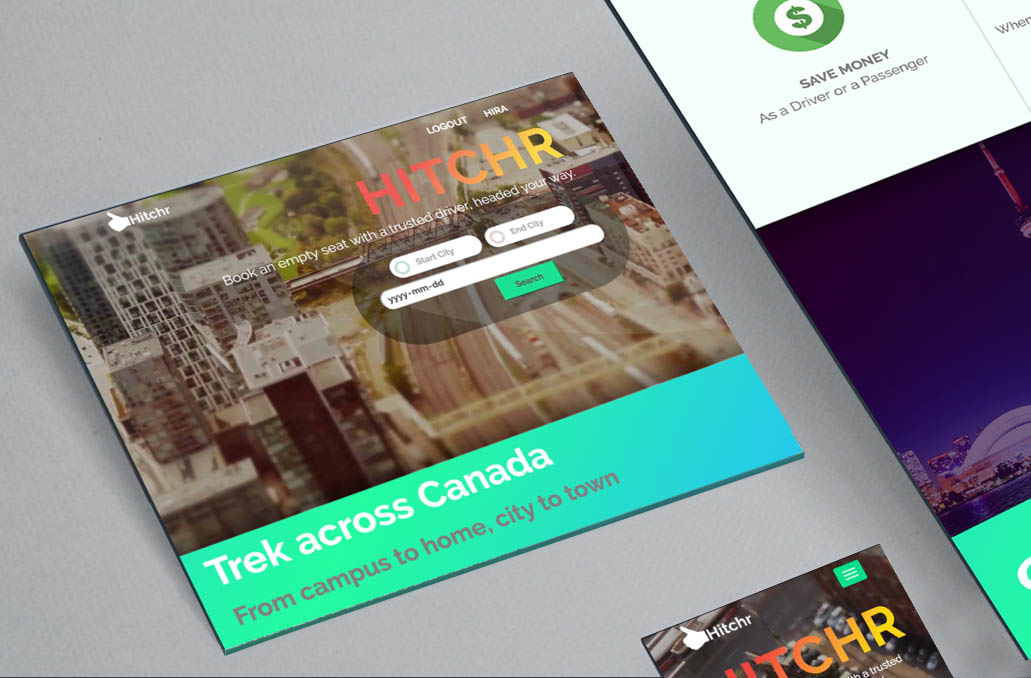 LOGOUT HIRA
Hitchr
HITCHR
Book an empty seat with a trusted driver, headed your way.
Start City
End City
yyyy-mm-dd
Search
Trek across Canada
From campus to home, city to town
$
SAVE MONEY
As a Driver or a Passenger
When
Hitchr
HITCHR
th a trusted